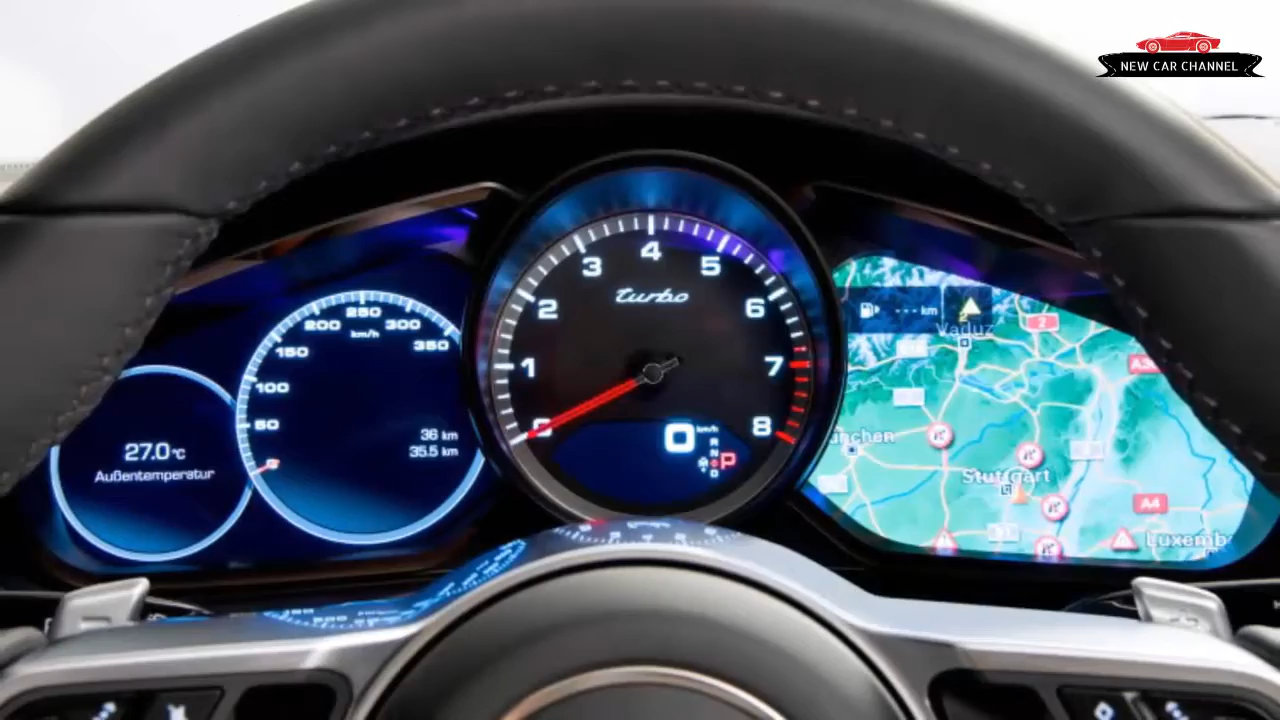 NEW CAR CHANNEL
27.0°C
Außentemperatur
50
100
150
200
250
300
350
km/h
36 km
35.5 km
0
1
2
3
4
5
6
7
8
turbo
0 km/h
R
N
D
P
--- km
Vaduz
2
Stuttgart
A4
Luxemb